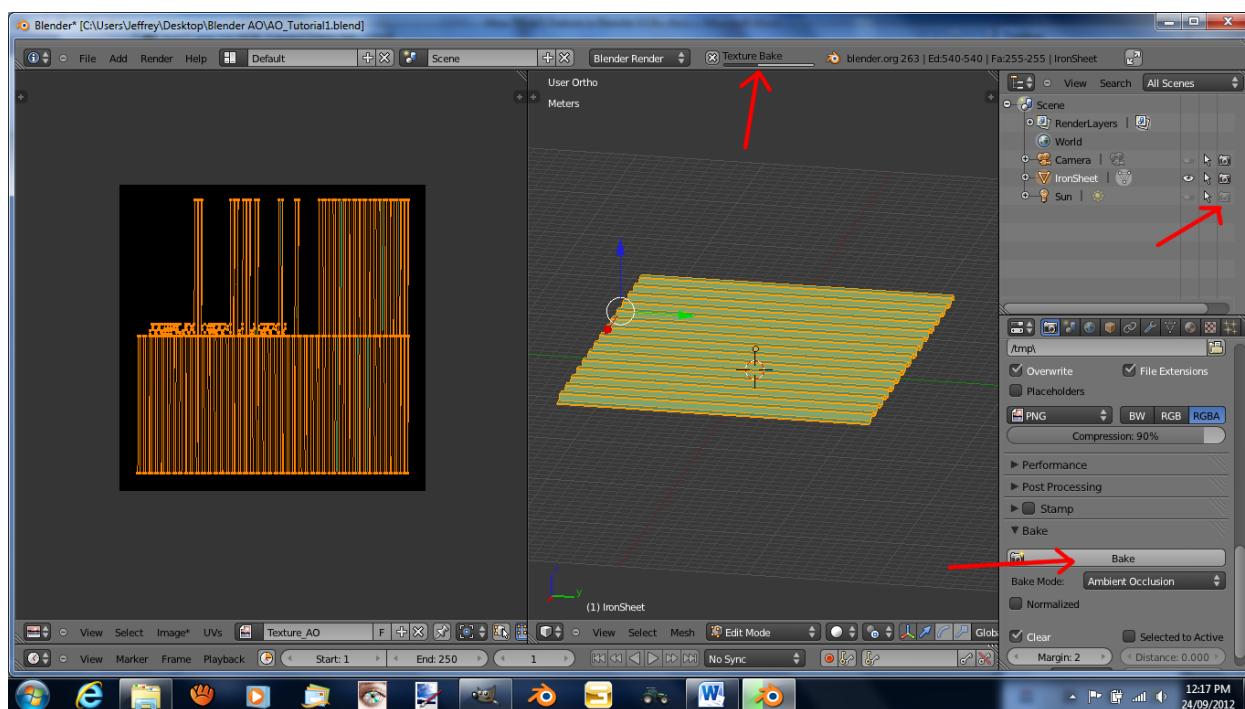 Blender* [C:\Users\Jeffrey\Desktop\Blender AO\AO_Tutorial1.blend]
File Add Render Help Default Scene Blender Render Texture Bake blender.org 263 | Ed:540-540 | Fa:255-255 | IronSheet
User Ortho
Meters
(1) IronSheet
View Search All Scenes
Scene
RenderLayers |
World
Camera |
IronSheet |
Sun |
/tmp\
Overwrite File Extensions
Placeholders
PNG BW RGB RGBA
Compression: 90%
Performance
Post Processing
Stamp
Bake
Bake
Bake Mode: Ambient Occlusion
Normalized
Clear Selected to Active
Margin: 2 Distance: 0.000
View Select Image* UVs Texture_AO F View Select Mesh Edit Mode Glob
View Marker Frame Playback Start: 1 End: 250 1 No Sync
12:17 PM
24/09/2012